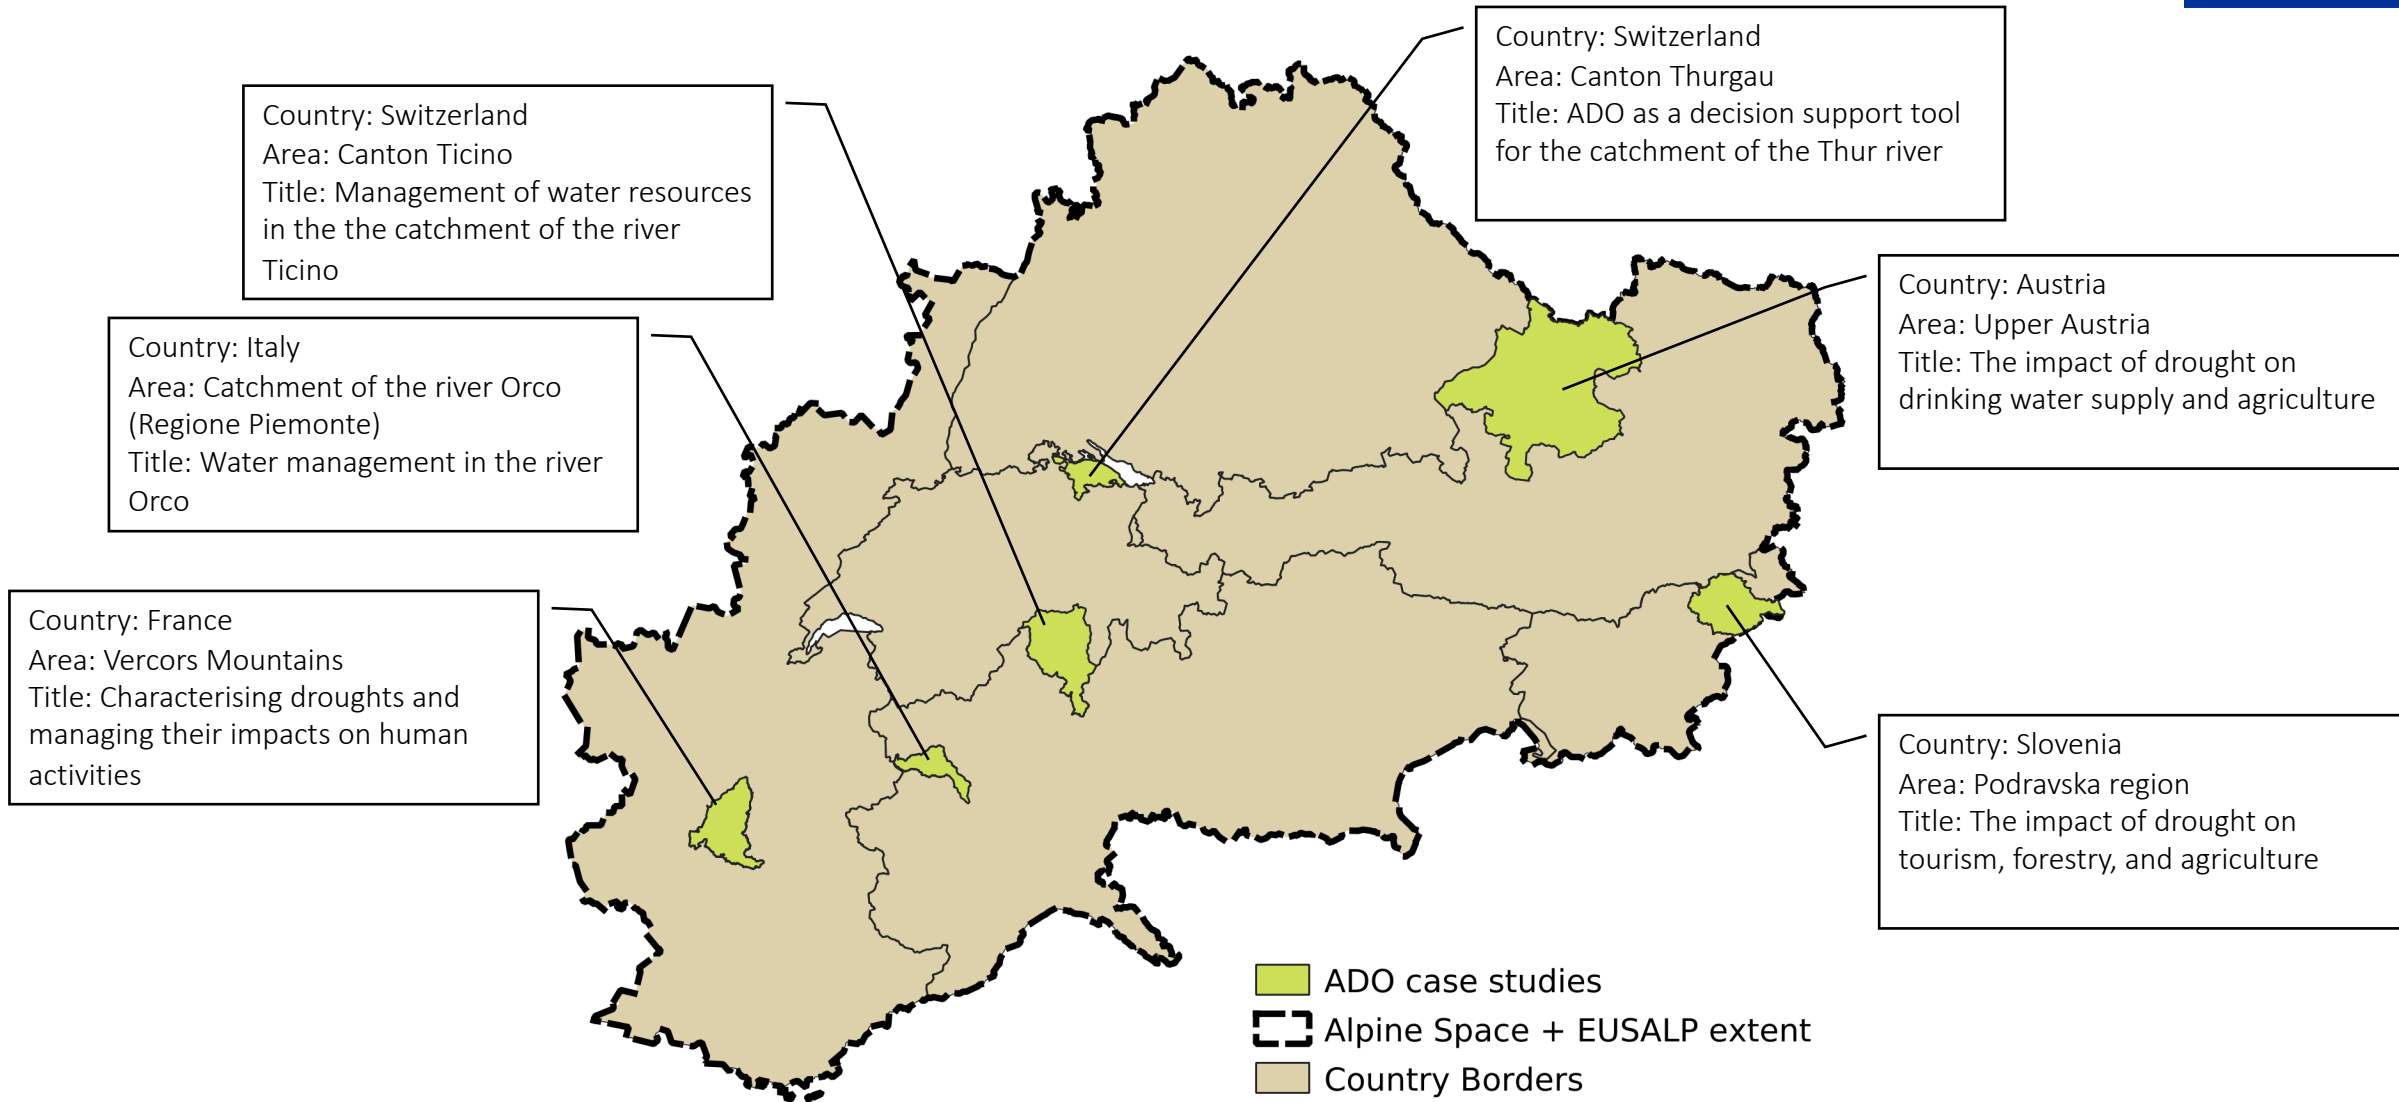 Country: Switzerland
Area: Canton Thurgau
Title: ADO as a decision support tool
for the catchment of the Thur river
Country: Switzerland
Area: Canton Ticino
Title: Management of water resources
in the the catchment of the river
Ticino
Country: Austria
Area: Upper Austria
Title: The impact of drought on
drinking water supply and agriculture
Country: Italy
Area: Catchment of the river Orco
(Regione Piemonte)
Title: Water management in the river
Orco
Country: France
Area: Vercors Mountains
Title: Characterising droughts and
managing their impacts on human
activities
Country: Slovenia
Area: Podravska region
Title: The impact of drought on
tourism, forestry, and agriculture
ADO case studies
Alpine Space + EUSALP extent
Country Borders